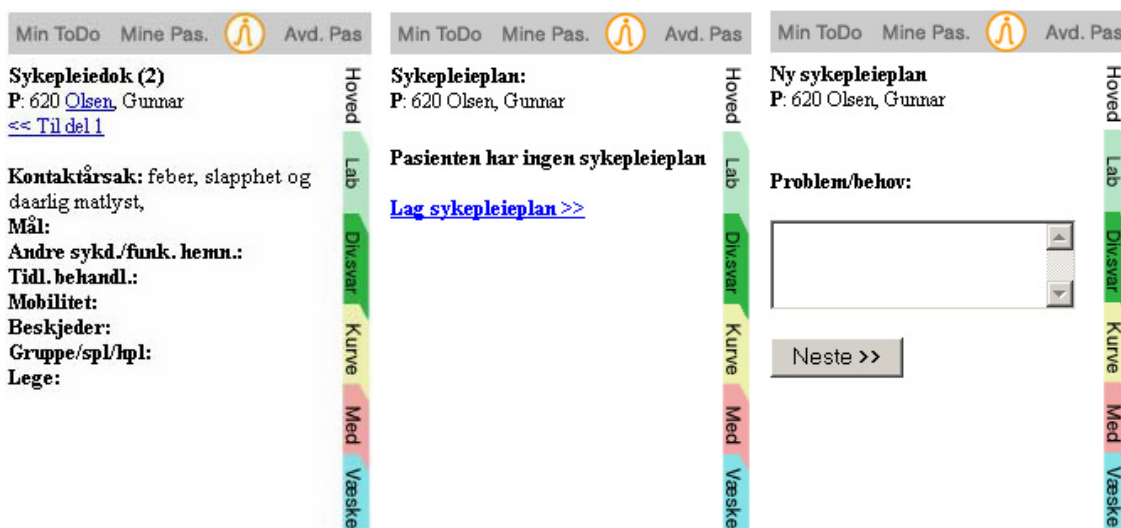 Min ToDo Mine Pas. Avd. Pas
Sykepleiedok (2)
P: 620 Olsen, Gunnar
<< Til del 1
Kontaktårsak: feber, slapphet og
daarlig matlyst,
Mål:
Andre sykd./funk. hemn.:
Tidl. behandl.:
Mobilitet:
Beskjeder:
Gruppe/spl/hpl:
Lege:
Hoved
Lab
Div.svar
Kurve
Med
Væske
Min ToDo Mine Pas. Avd. Pas
Sykepleieplan:
P: 620 Olsen, Gunnar
Pasienten har ingen sykepleieplan
Lag sykepleieplan >>
Hoved
Lab
Div.svar
Kurve
Med
Væske
Min ToDo Mine Pas. Avd. Pas
Ny sykepleieplan
P: 620 Olsen, Gunnar
Problem/behov:
Neste >>
Hoved
Lab
Div.svar
Kurve
Med
Væske